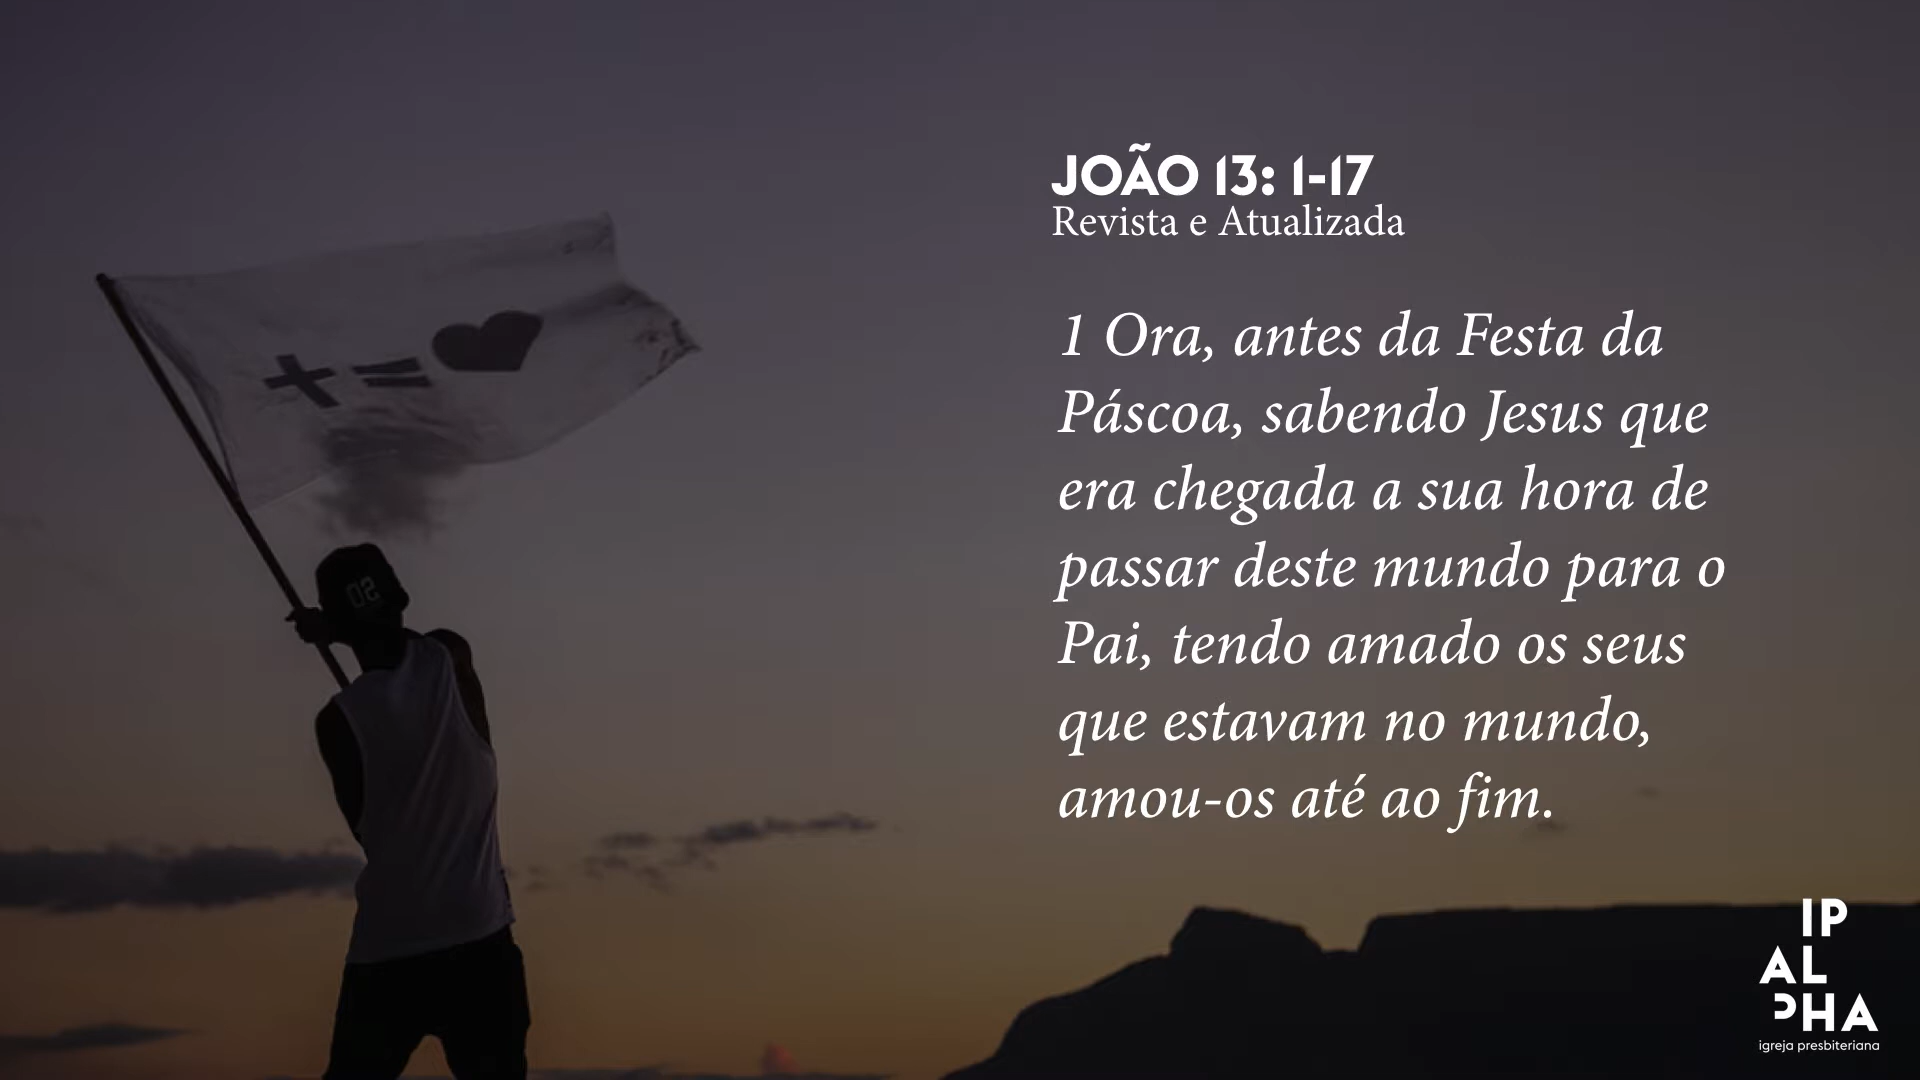 JOÃO 13: 1-17
Revista e Atualizada
1 Ora, antes da Festa da
Páscoa, sabendo Jesus que
era chegada a sua hora de
passar deste mundo para o
Pai, tendo amado os seus
que estavam no mundo,
amou-os até ao fim.
02
IP
AL
PHA
igreja presbiteriana